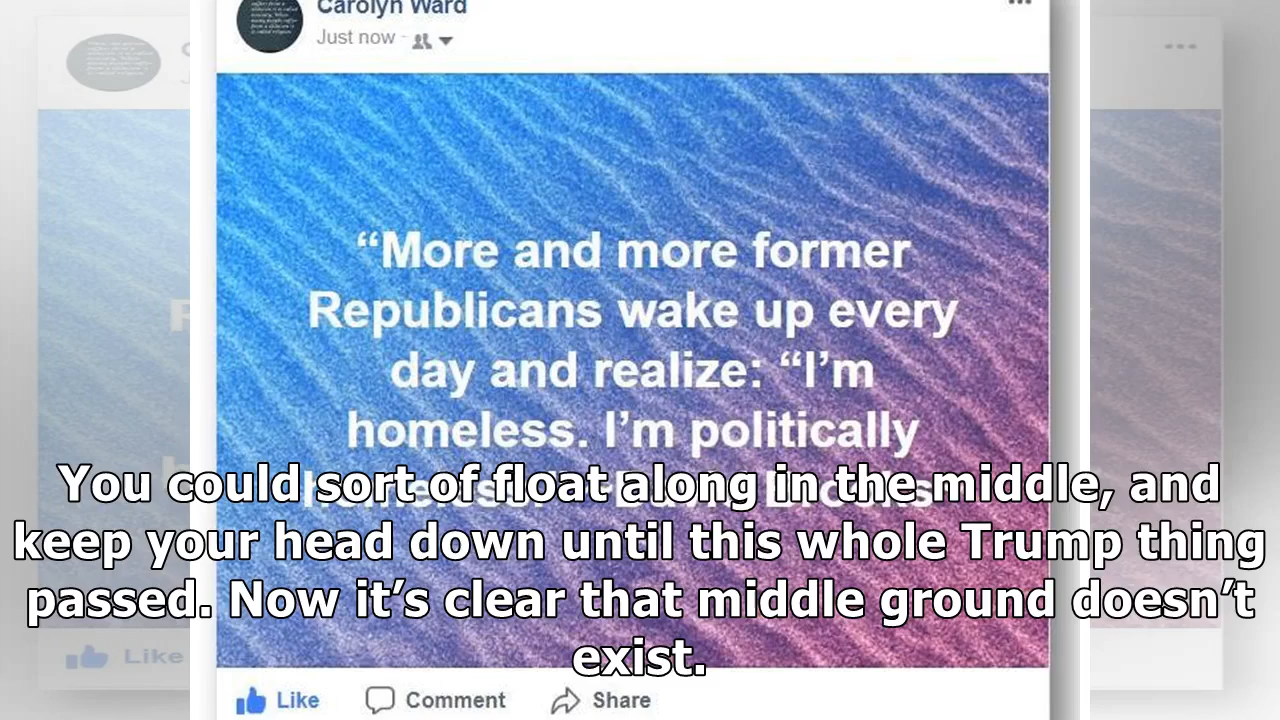 Carolyn Ward
Just now
“More and more former
Republicans wake up every
day and realize: “I’m
homeless. I’m politically
You could sort of float along in the middle, and
keep your head down until this whole Trump thing
passed. Now it’s clear that middle ground doesn’t
exist.
Like
Like
Comment
Share